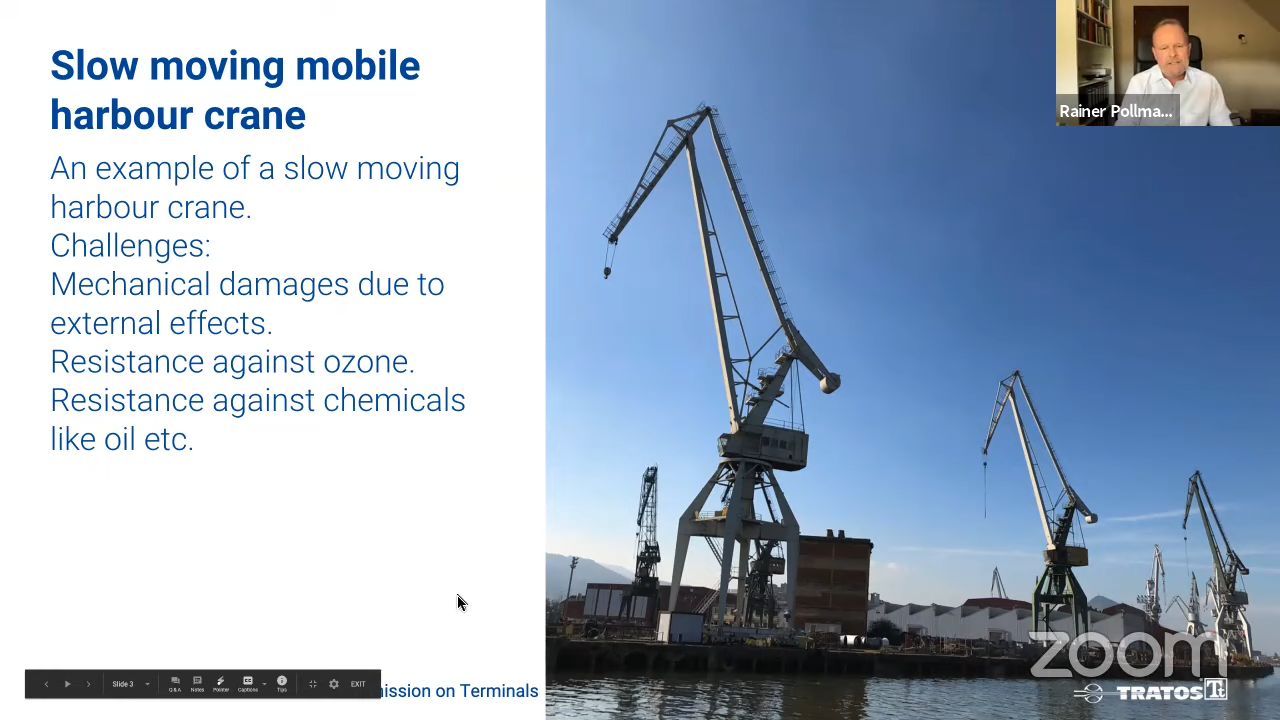 Slow moving mobile
harbour crane
An example of a slow moving
harbour crane.
Challenges:
Mechanical damages due to
external effects.
Resistance against ozone.
Resistance against chemicals
like oil etc.
Rainer Pollma...
Slide 3
Q&A
Notes
Pointer
Captions
Tips
EXIT
ission on Terminals
zoom
TRATOS Tt